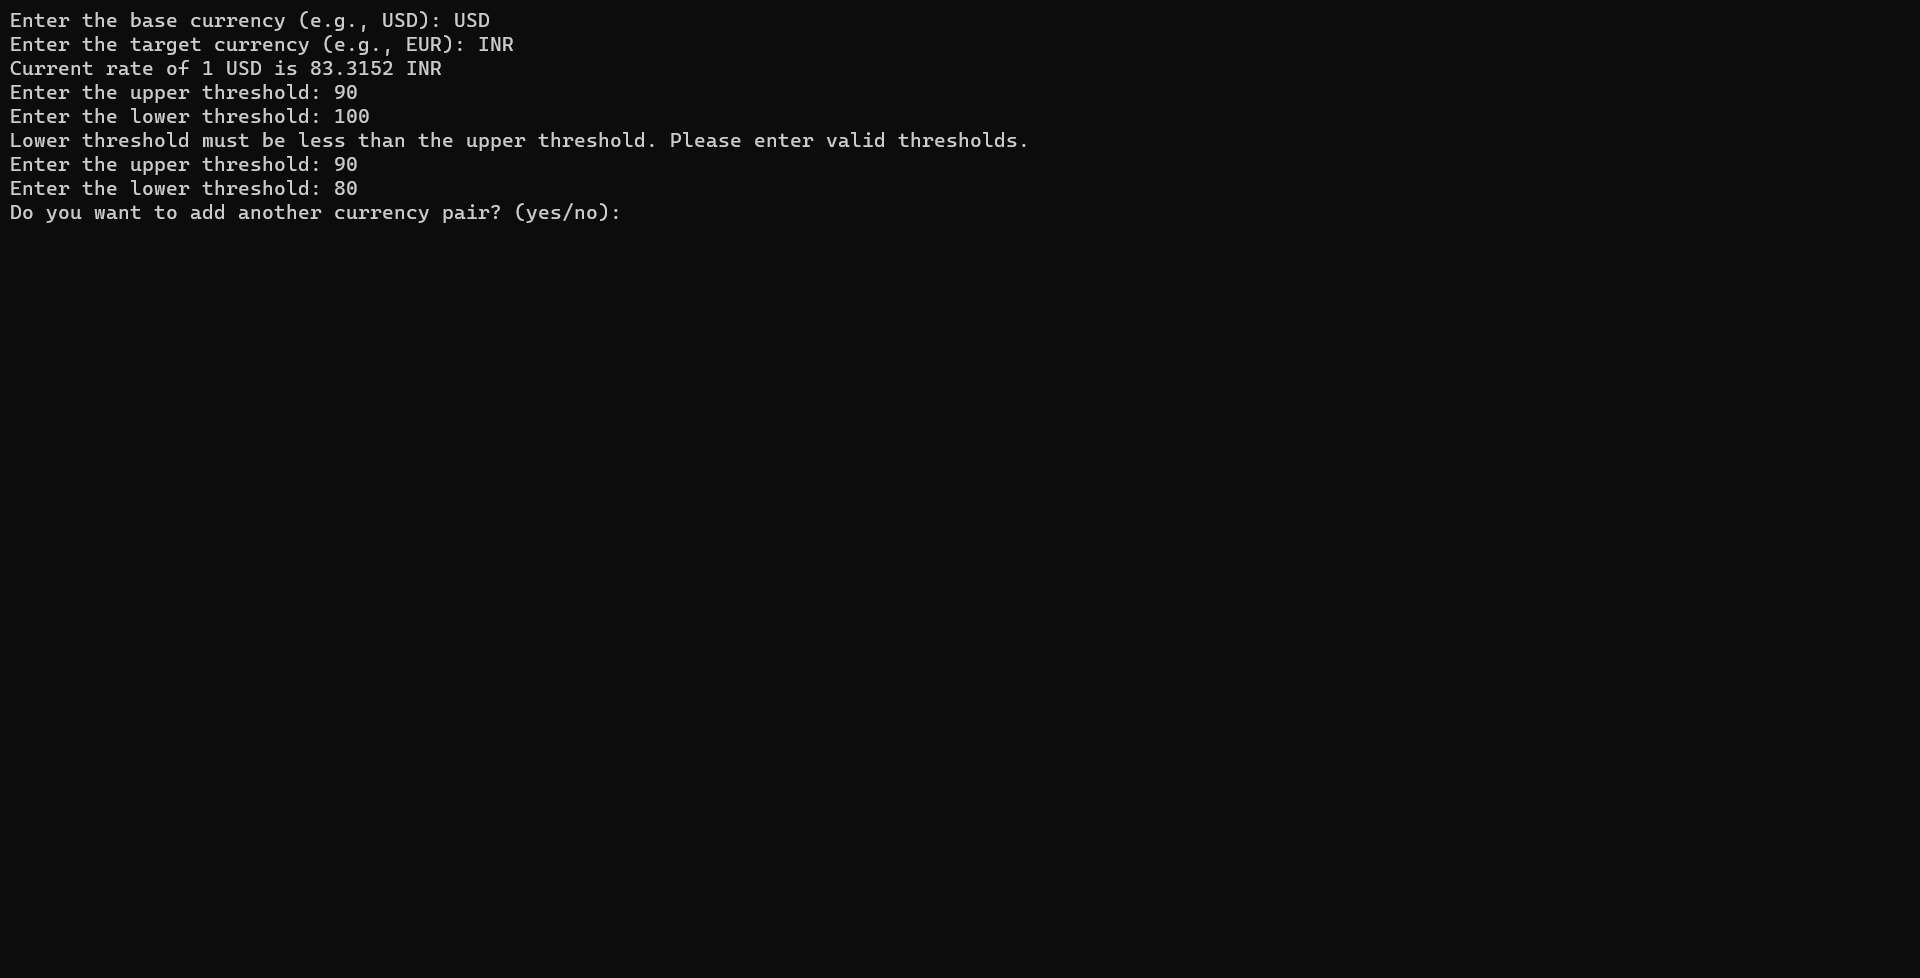 Enter the base currency (e.g., USD): USD
Enter the target currency (e.g., EUR): INR
Current rate of 1 USD is 83.3152 INR
Enter the upper threshold: 90
Enter the lower threshold: 100
Lower threshold must be less than the upper threshold. Please enter valid thresholds.
Enter the upper threshold: 90
Enter the lower threshold: 80
Do you want to add another currency pair? (yes/no):